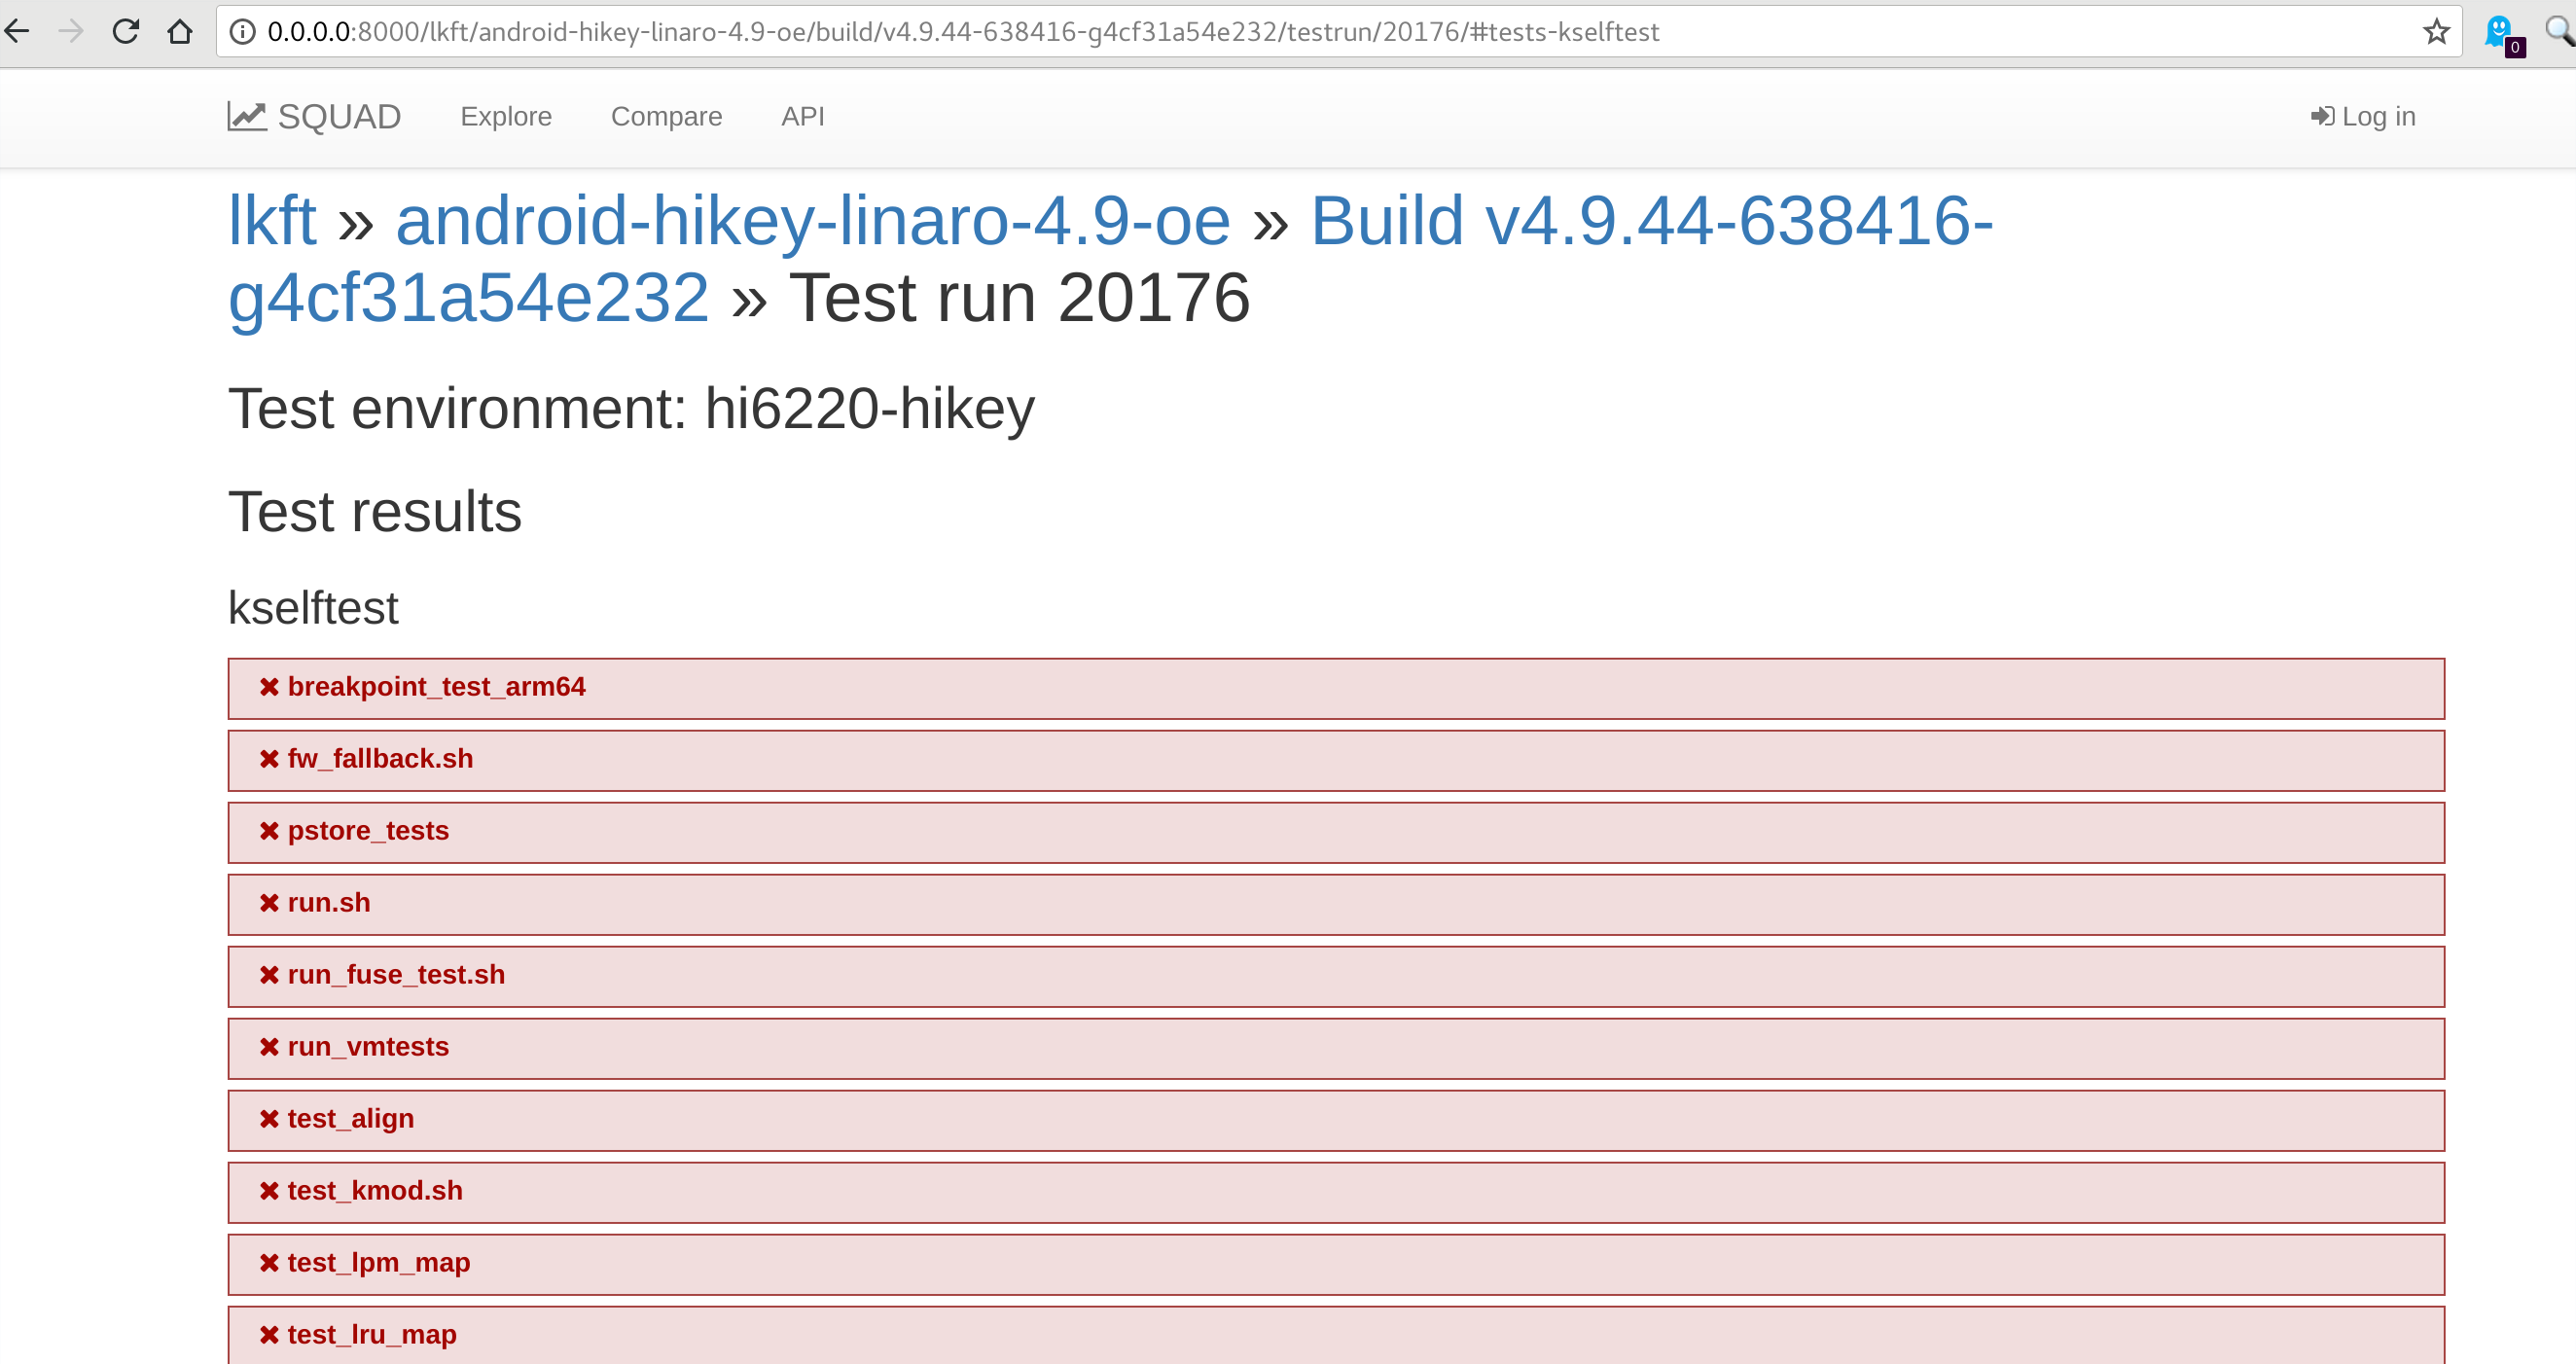 0.0.0.0:8000/lkft/android-hikey-linaro-4.9-oe/build/v4.9.44-638416-g4cf31a54e232/testrun/20176/#tests-kselftest
0
SQUAD Explore Compare API Log in
lkft » android-hikey-linaro-4.9-oe » Build v4.9.44-638416-
g4cf31a54e232 » Test run 20176
Test environment: hi6220-hikey
Test results
kselftest
breakpoint_test_arm64
fw_fallback.sh
pstore_tests
run.sh
run_fuse_test.sh
run_vmtests
test_align
test_kmod.sh
test_lpm_map
test_lru_map